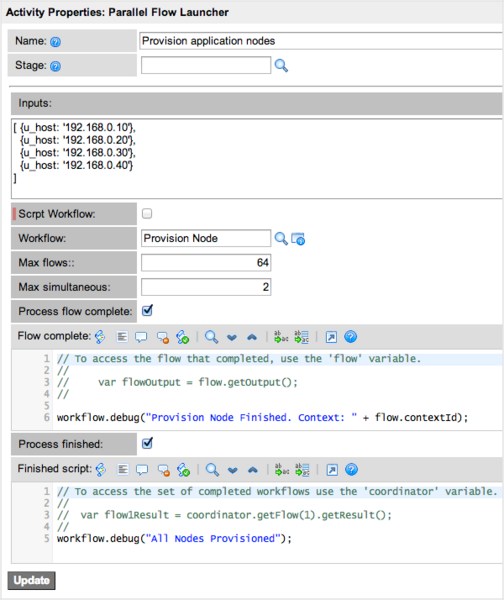 Activity Properties: Parallel Flow Launcher
Name: Provision application nodes
Stage:
Inputs:
[ {u_host: '192.168.0.10'},
{u_host: '192.168.0.20'},
{u_host: '192.168.0.30'},
{u_host: '192.168.0.40'}
]
Scrpt Workflow:
Workflow: Provision Node
Max flows:: 64
Max simultaneous: 2
Process flow complete:
Flow complete:
1 // To access the flow that completed, use the 'flow' variable.
2 //
3 // var flowOutput = flow.getOutput();
4 //
5
6 workflow.debug("Provision Node Finished. Context: " + flow.contextId);
Process finished:
Finished script:
1 // To access the set of completed workflows use the 'coordinator' variable.
2 //
3 // var flow1Result = coordinator.getFlow(1).getResult();
4 //
5 workflow.debug("All Nodes Provisioned");
Update